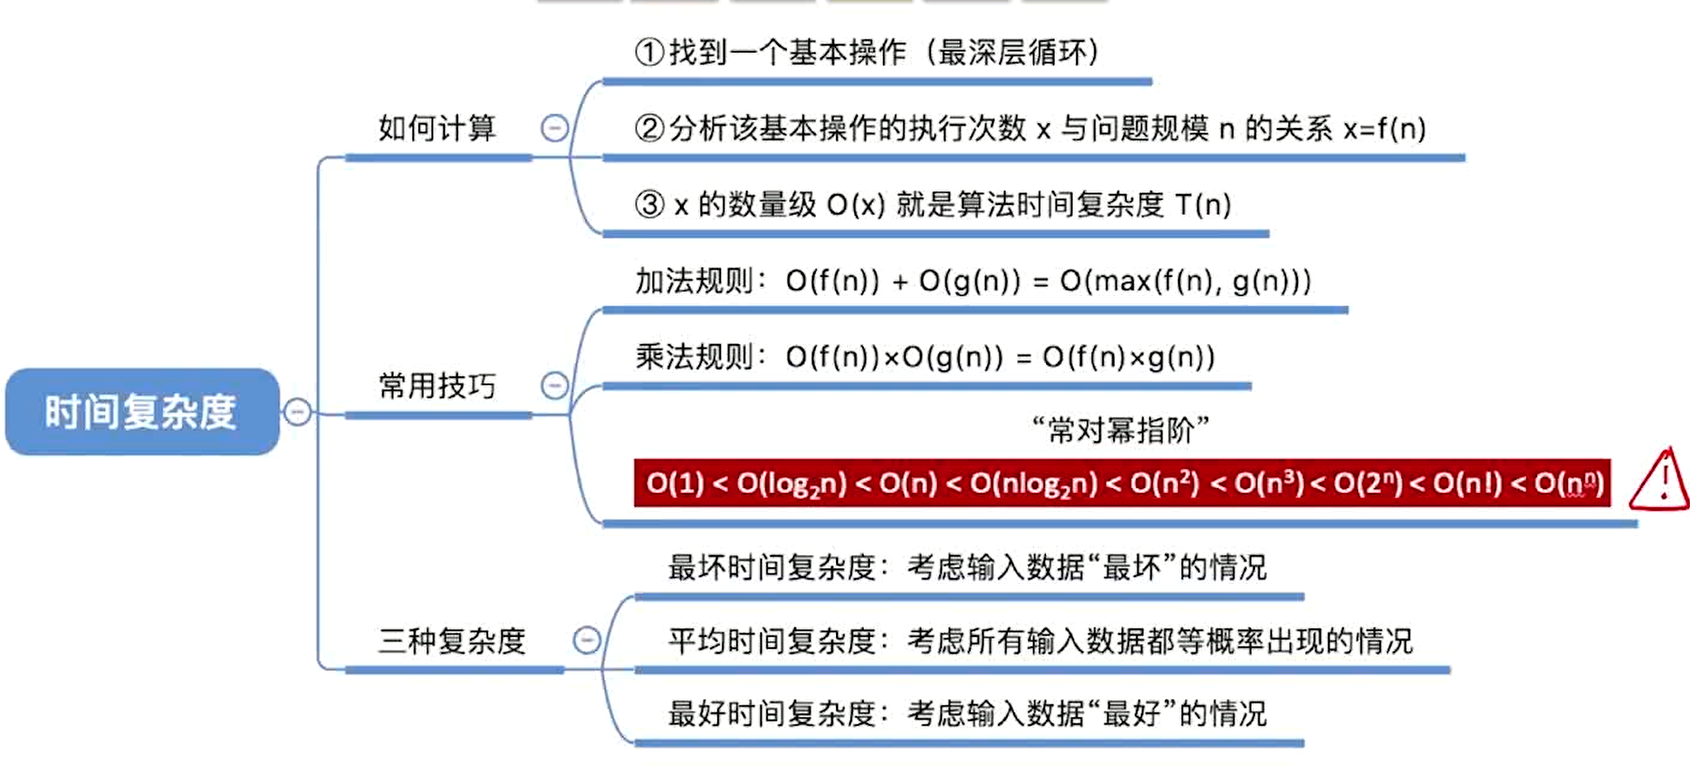 ①找到一个基本操作（最深层循环）
如何计算
②分析该基本操作的执行次数 x 与问题规模 n 的关系 x=f(n)
③ x 的数量级 O(x) 就是算法时间复杂度 T(n)
加法规则：O(f(n)) + O(g(n)) = O(max(f(n), g(n)))
乘法规则：O(f(n))×O(g(n)) = O(f(n)×g(n))
常用技巧
时间复杂度
“常对幂指阶”
O(1) < O(log₂n) < O(n) < O(nlog₂n) < O(n²) < O(n³) < O(2ⁿ) < O(n!) < O(nⁿ)
最坏时间复杂度：考虑输入数据“最坏”的情况
三种复杂度
平均时间复杂度：考虑所有输入数据都等概率出现的情况
最好时间复杂度：考虑输入数据“最好”的情况